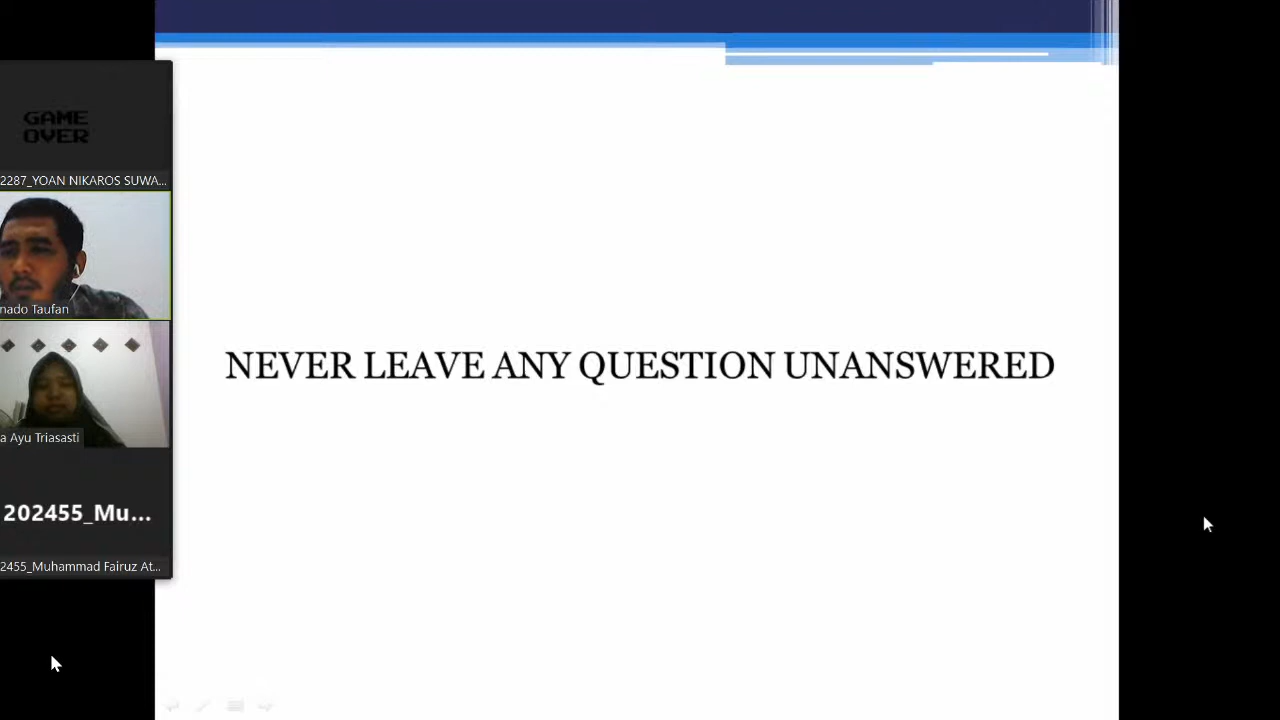 GAME
OVER
2287_YOAN NIKAROS SUWA...
nado Taufan
a Ayu Triasasti
202455_Mu...
2455_Muhammad Fairuz At...
NEVER LEAVE ANY QUESTION UNANSWERED